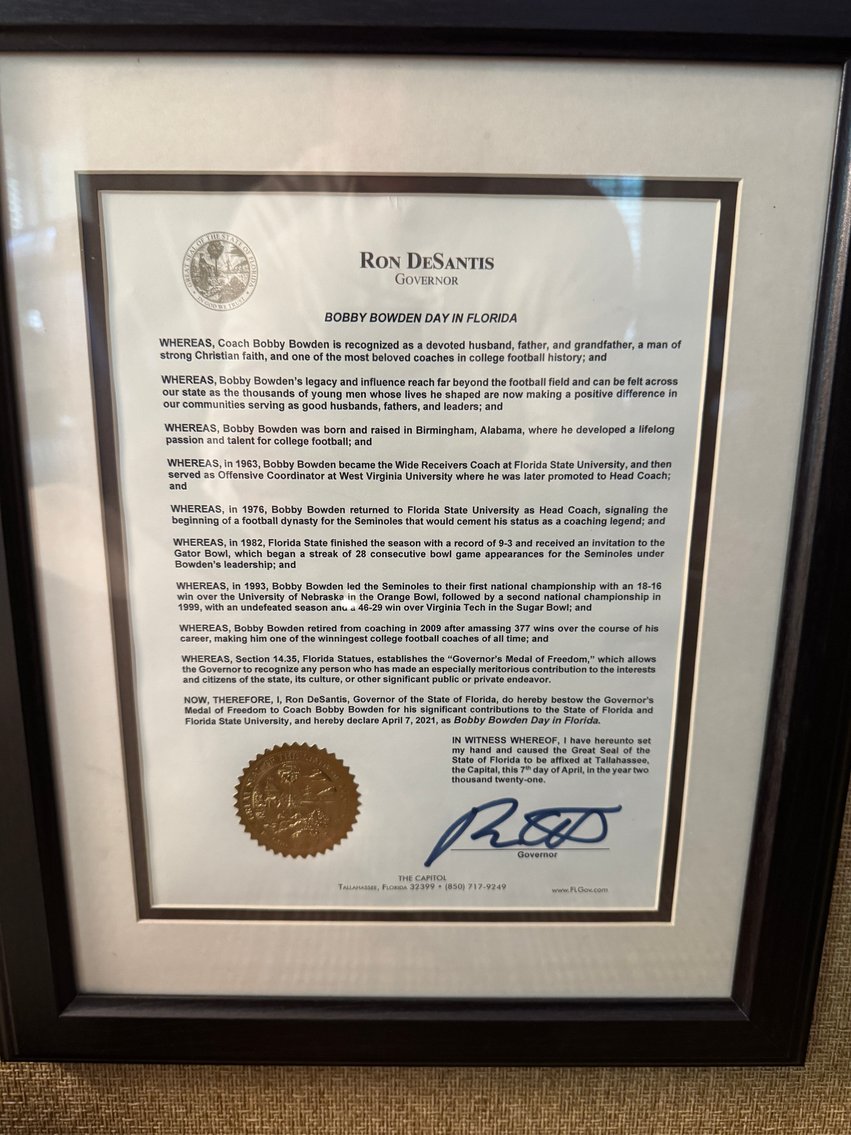 GREAT SEAL OF THE STATE OF FLORIDA
IN GOD WE TRUST
RON DESANTIS
GOVERNOR
BOBBY BOWDEN DAY IN FLORIDA
WHEREAS, Coach Bobby Bowden is recognized as a devoted husband, father, and grandfather, a man of
strong Christian faith, and one of the most beloved coaches in college football history; and
WHEREAS, Bobby Bowden's legacy and influence reach far beyond the football field and can be felt across
our state as the thousands of young men whose lives he shaped are now making a positive difference in
our communities serving as good husbands, fathers, and leaders; and
WHEREAS, Bobby Bowden was born and raised in Birmingham, Alabama, where he developed a lifelong
passion and talent for college football; and
WHEREAS, in 1963, Bobby Bowden became the Wide Receivers Coach at Florida State University, and then
served as Offensive Coordinator at West Virginia University where he was later promoted to Head Coach;
and
WHEREAS, in 1976, Bobby Bowden returned to Florida State University as Head Coach, signaling the
beginning of a football dynasty for the Seminoles that would cement his status as a coaching legend; and
WHEREAS, in 1982, Florida State finished the season with a record of 9-3 and received an invitation to the
Gator Bowl, which began a streak of 28 consecutive bowl game appearances for the Seminoles under
Bowden's leadership; and
WHEREAS, in 1993, Bobby Bowden led the Seminoles to their first national championship with an 18-16
win over the University of Nebraska in the Orange Bowl, followed by a second national championship in
1999, with an undefeated season and a 46-29 win over Virginia Tech in the Sugar Bowl; and
WHEREAS, Bobby Bowden retired from coaching in 2009 after amassing 377 wins over the course of his
career, making him one of the winningest college football coaches of all time; and
WHEREAS, Section 14.35, Florida Statues, establishes the "Governor's Medal of Freedom," which allows
the Governor to recognize any person who has made an especially meritorious contribution to the interests
and citizens of the state, its culture, or other significant public or private endeavor.
NOW, THEREFORE, I, Ron DeSantis, Governor of the State of Florida, do hereby bestow the Governor's
Medal of Freedom to Coach Bobby Bowden for his significant contributions to the State of Florida and
Florida State University, and hereby declare April 7, 2021, as Bobby Bowden Day in Florida.
IN WITNESS WHEREOF, I have hereunto set
my hand and caused the Great Seal of the
State of Florida to be affixed at Tallahassee,
the Capital, this 7th day of April, in the year two
thousand twenty-one.
Governor
THE CAPITOL
TALLAHASSEE, FLORIDA 32399 • (850) 717-9249
www.FLGov.com